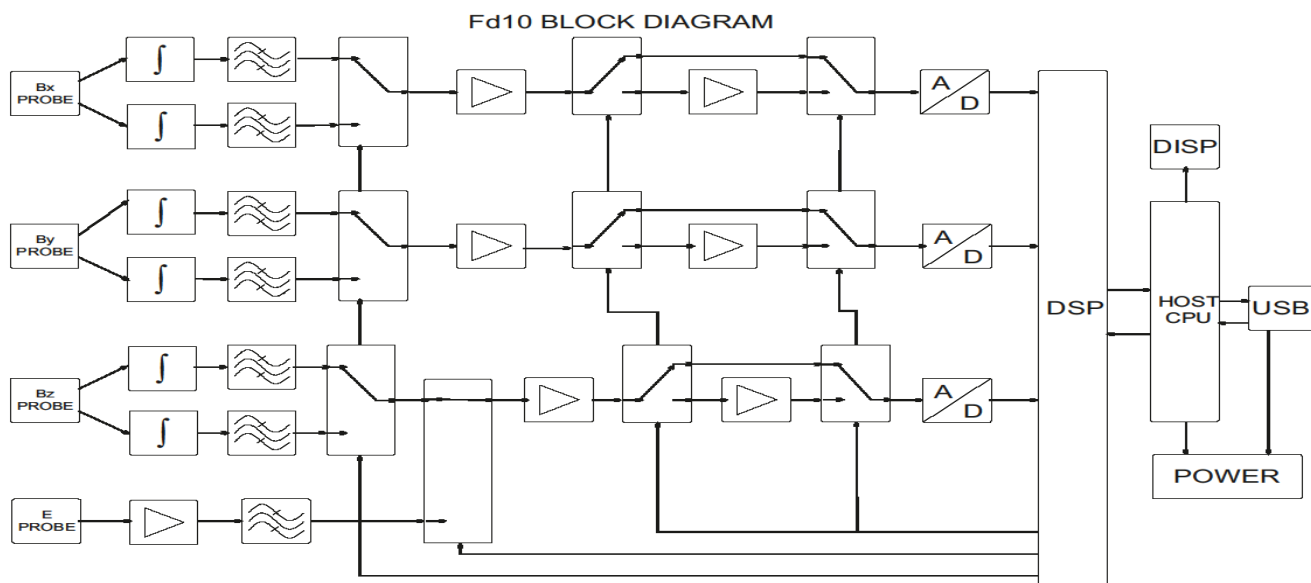 Fd10 BLOCK DIAGRAM
Bx
PROBE
∫
∫
A
D
By
PROBE
∫
∫
A
D
Bz
PROBE
∫
∫
A
D
E
PROBE
DSP
DISP
HOST
CPU
USB
POWER